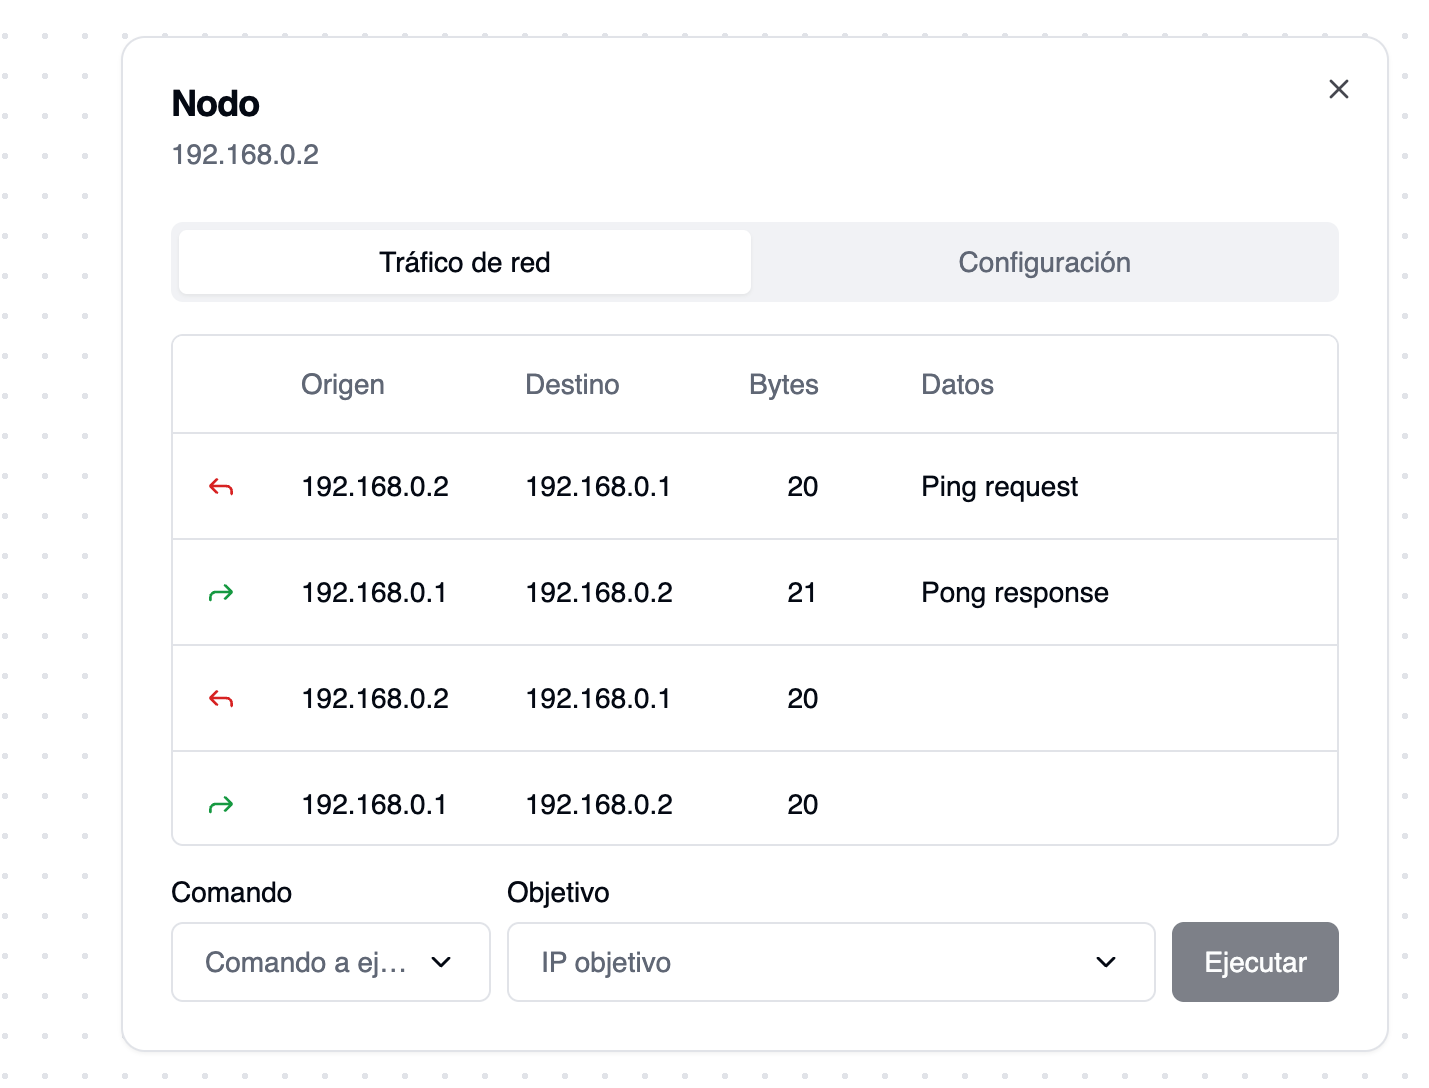 Nodo
192.168.0.2
Tráfico de red Configuración
Origen Destino Bytes Datos
192.168.0.2 192.168.0.1 20 Ping request
192.168.0.1 192.168.0.2 21 Pong response
192.168.0.2 192.168.0.1 20
192.168.0.1 192.168.0.2 20
Comando Objetivo
Comando a ej... IP objetivo Ejecutar